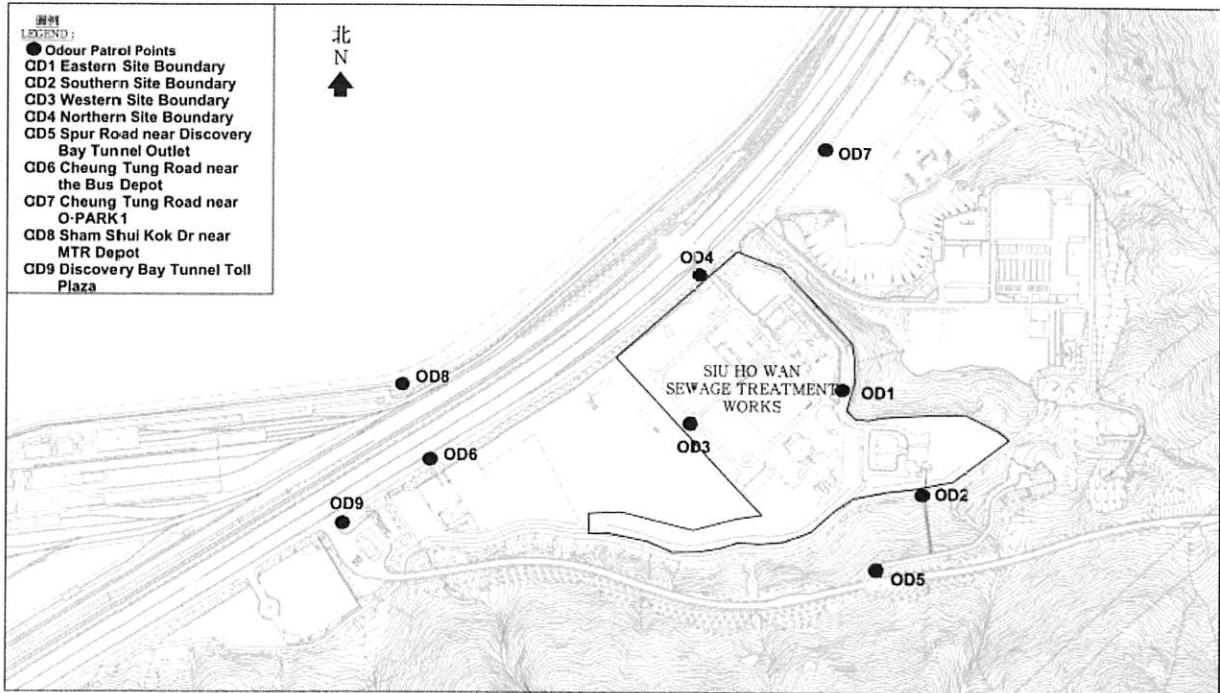 圖例
LEGEND :
Odour Patrol Points
OD1 Eastern Site Boundary
OD2 Southern Site Boundary
OD3 Western Site Boundary
OD4 Northern Site Boundary
OD5 Spur Road near Discovery
Bay Tunnel Outlet
OD6 Cheung Tung Road near
the Bus Depot
OD7 Cheung Tung Road near
O·PARK1
OD8 Sham Shui Kok Dr near
MTR Depot
OD9 Discovery Bay Tunnel Toll
Plaza
北
N
OD7
OD4
OD8
SIU HO WAN
SEWAGE TREATMENT
WORKS
OD1
OD3
OD6
OD2
OD9
OD5